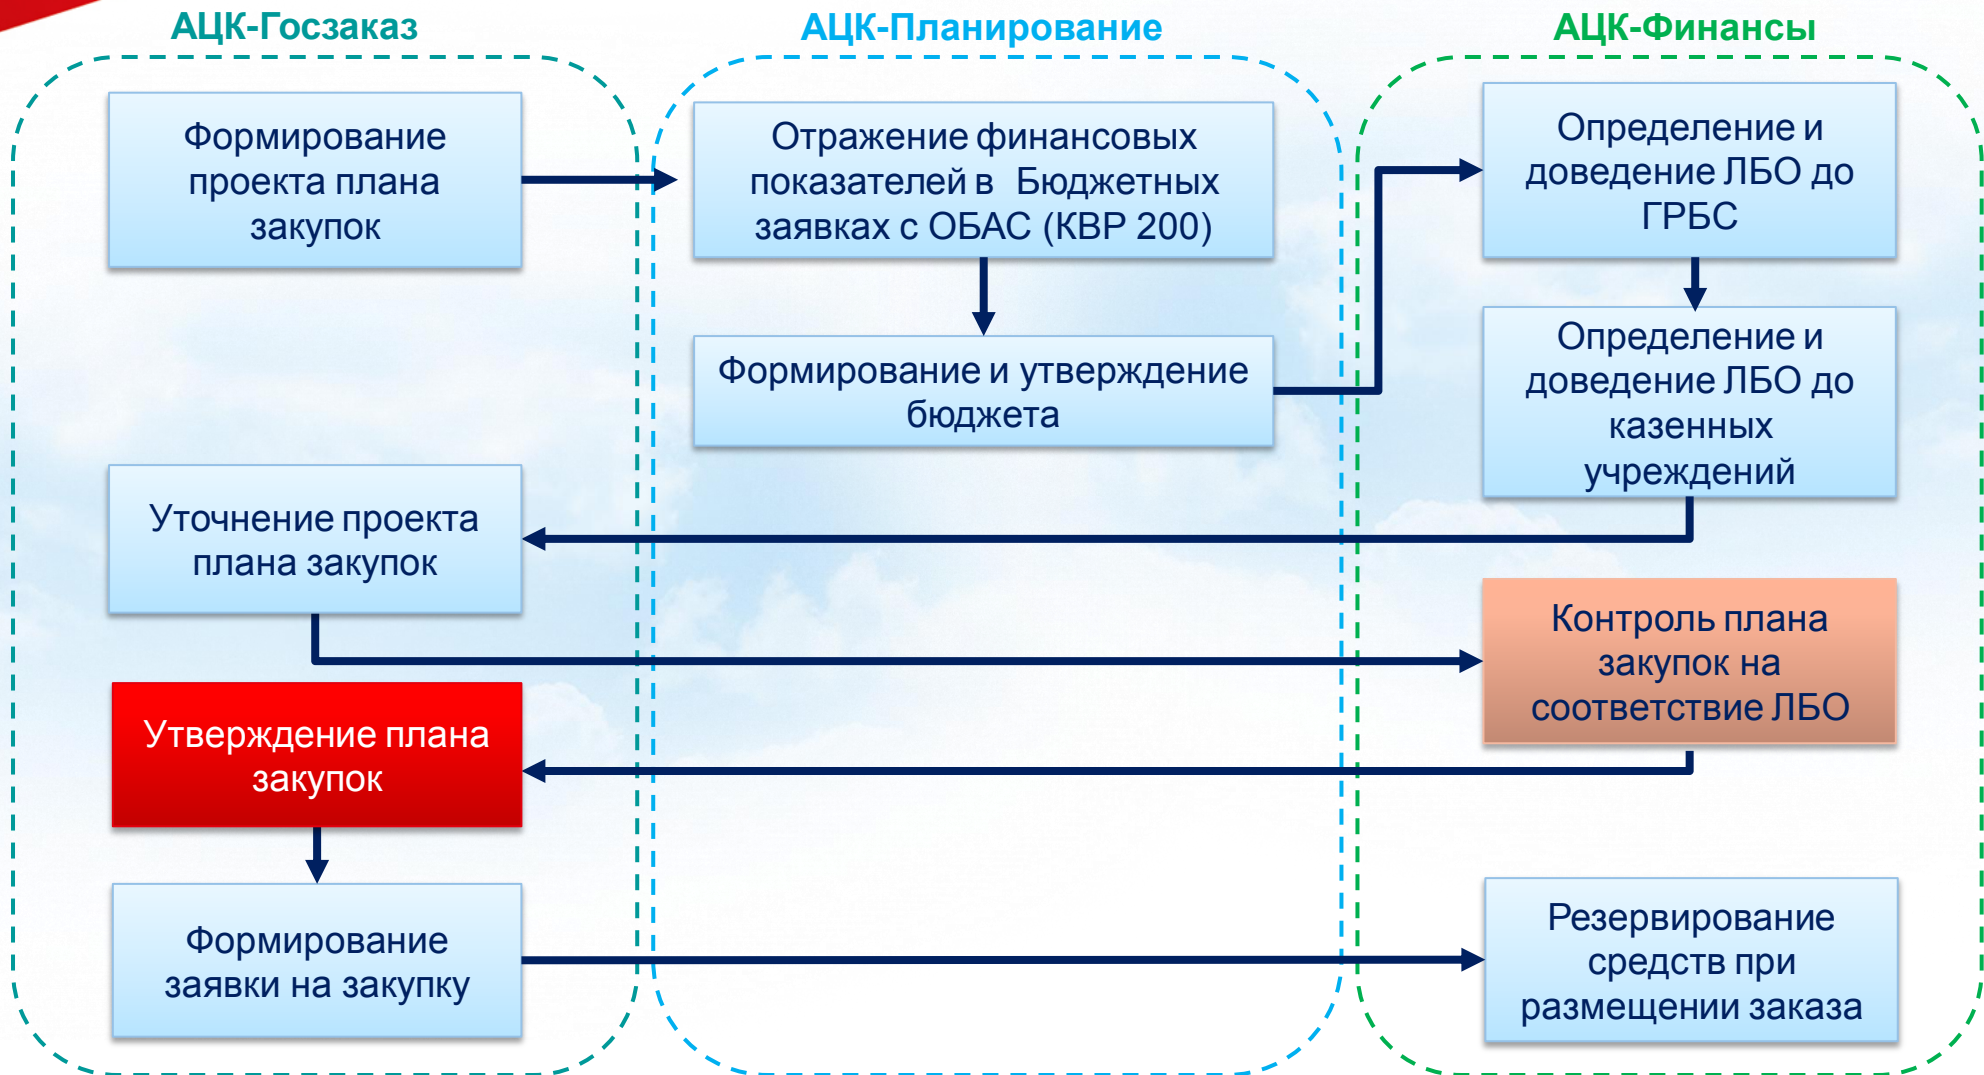 АЦК-Госзаказ
АЦК-Планирование
АЦК-Финансы
Формирование
проекта плана
закупок
Отражение финансовых
показателей в Бюджетных
заявках с ОБАС (КВР 200)
Определение и
доведение ЛБО до
ГРБС
Формирование и утверждение
бюджета
Определение и
доведение ЛБО до
казенных
учреждений
Уточнение проекта
плана закупок
Контроль плана
закупок на
соответствие ЛБО
Утверждение плана
закупок
Формирование
заявки на закупку
Резервирование
средств при
размещении заказа